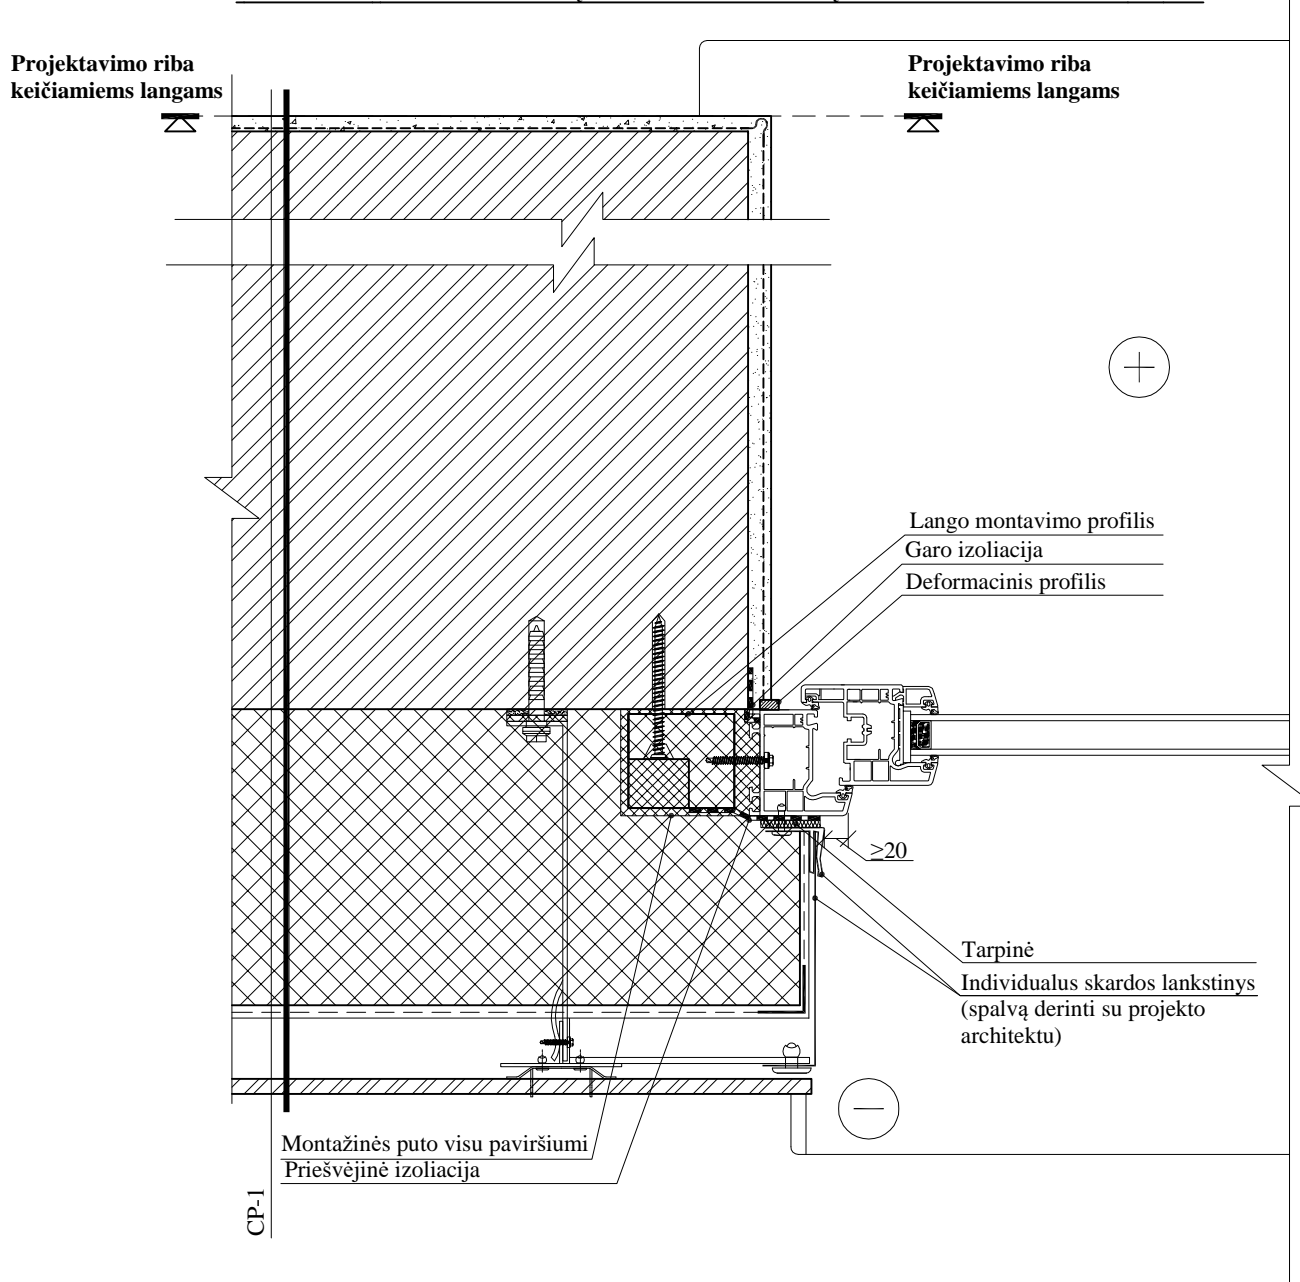 Projektavimo riba
keičiamiems langams
Projektavimo riba
keičiamiems langams
Lango montavimo profilis
Garo izoliacija
Deformacinis profilis
≥20
Tarpinė
Individualus skardos lankstinys
(spalvą derinti su projekto
architektu)
Montažinės puto visu paviršiumi
Priešvėjinė izoliacija
CP-1